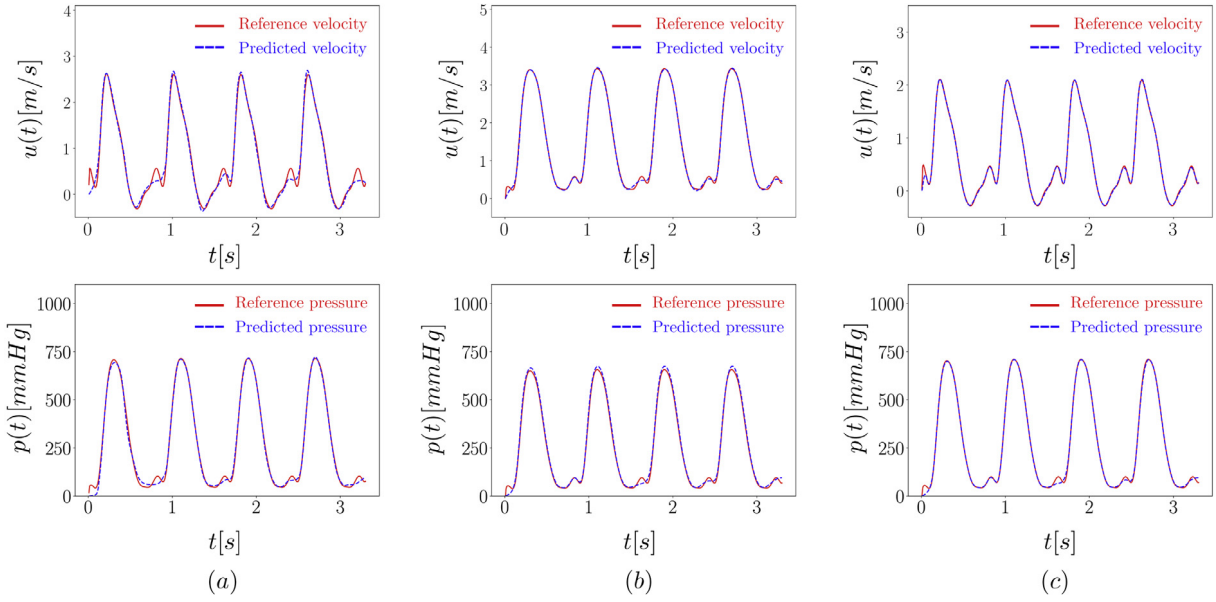 Reference velocity
Predicted velocity
u(t)[m/s]
4
3
2
1
0
0 1 2 3
t[s]
Reference velocity
Predicted velocity
u(t)[m/s]
5
4
3
2
1
0
0 1 2 3
t[s]
Reference velocity
Predicted velocity
u(t)[m/s]
3
2
1
0
0 1 2 3
t[s]
Reference pressure
Predicted pressure
p(t)[mmHg]
1000
750
500
250
0
0 1 2 3
t[s]
(a)
Reference pressure
Predicted pressure
p(t)[mmHg]
1000
750
500
250
0
0 1 2 3
t[s]
(b)
Reference pressure
Predicted pressure
p(t)[mmHg]
1000
750
500
250
0
0 1 2 3
t[s]
(c)